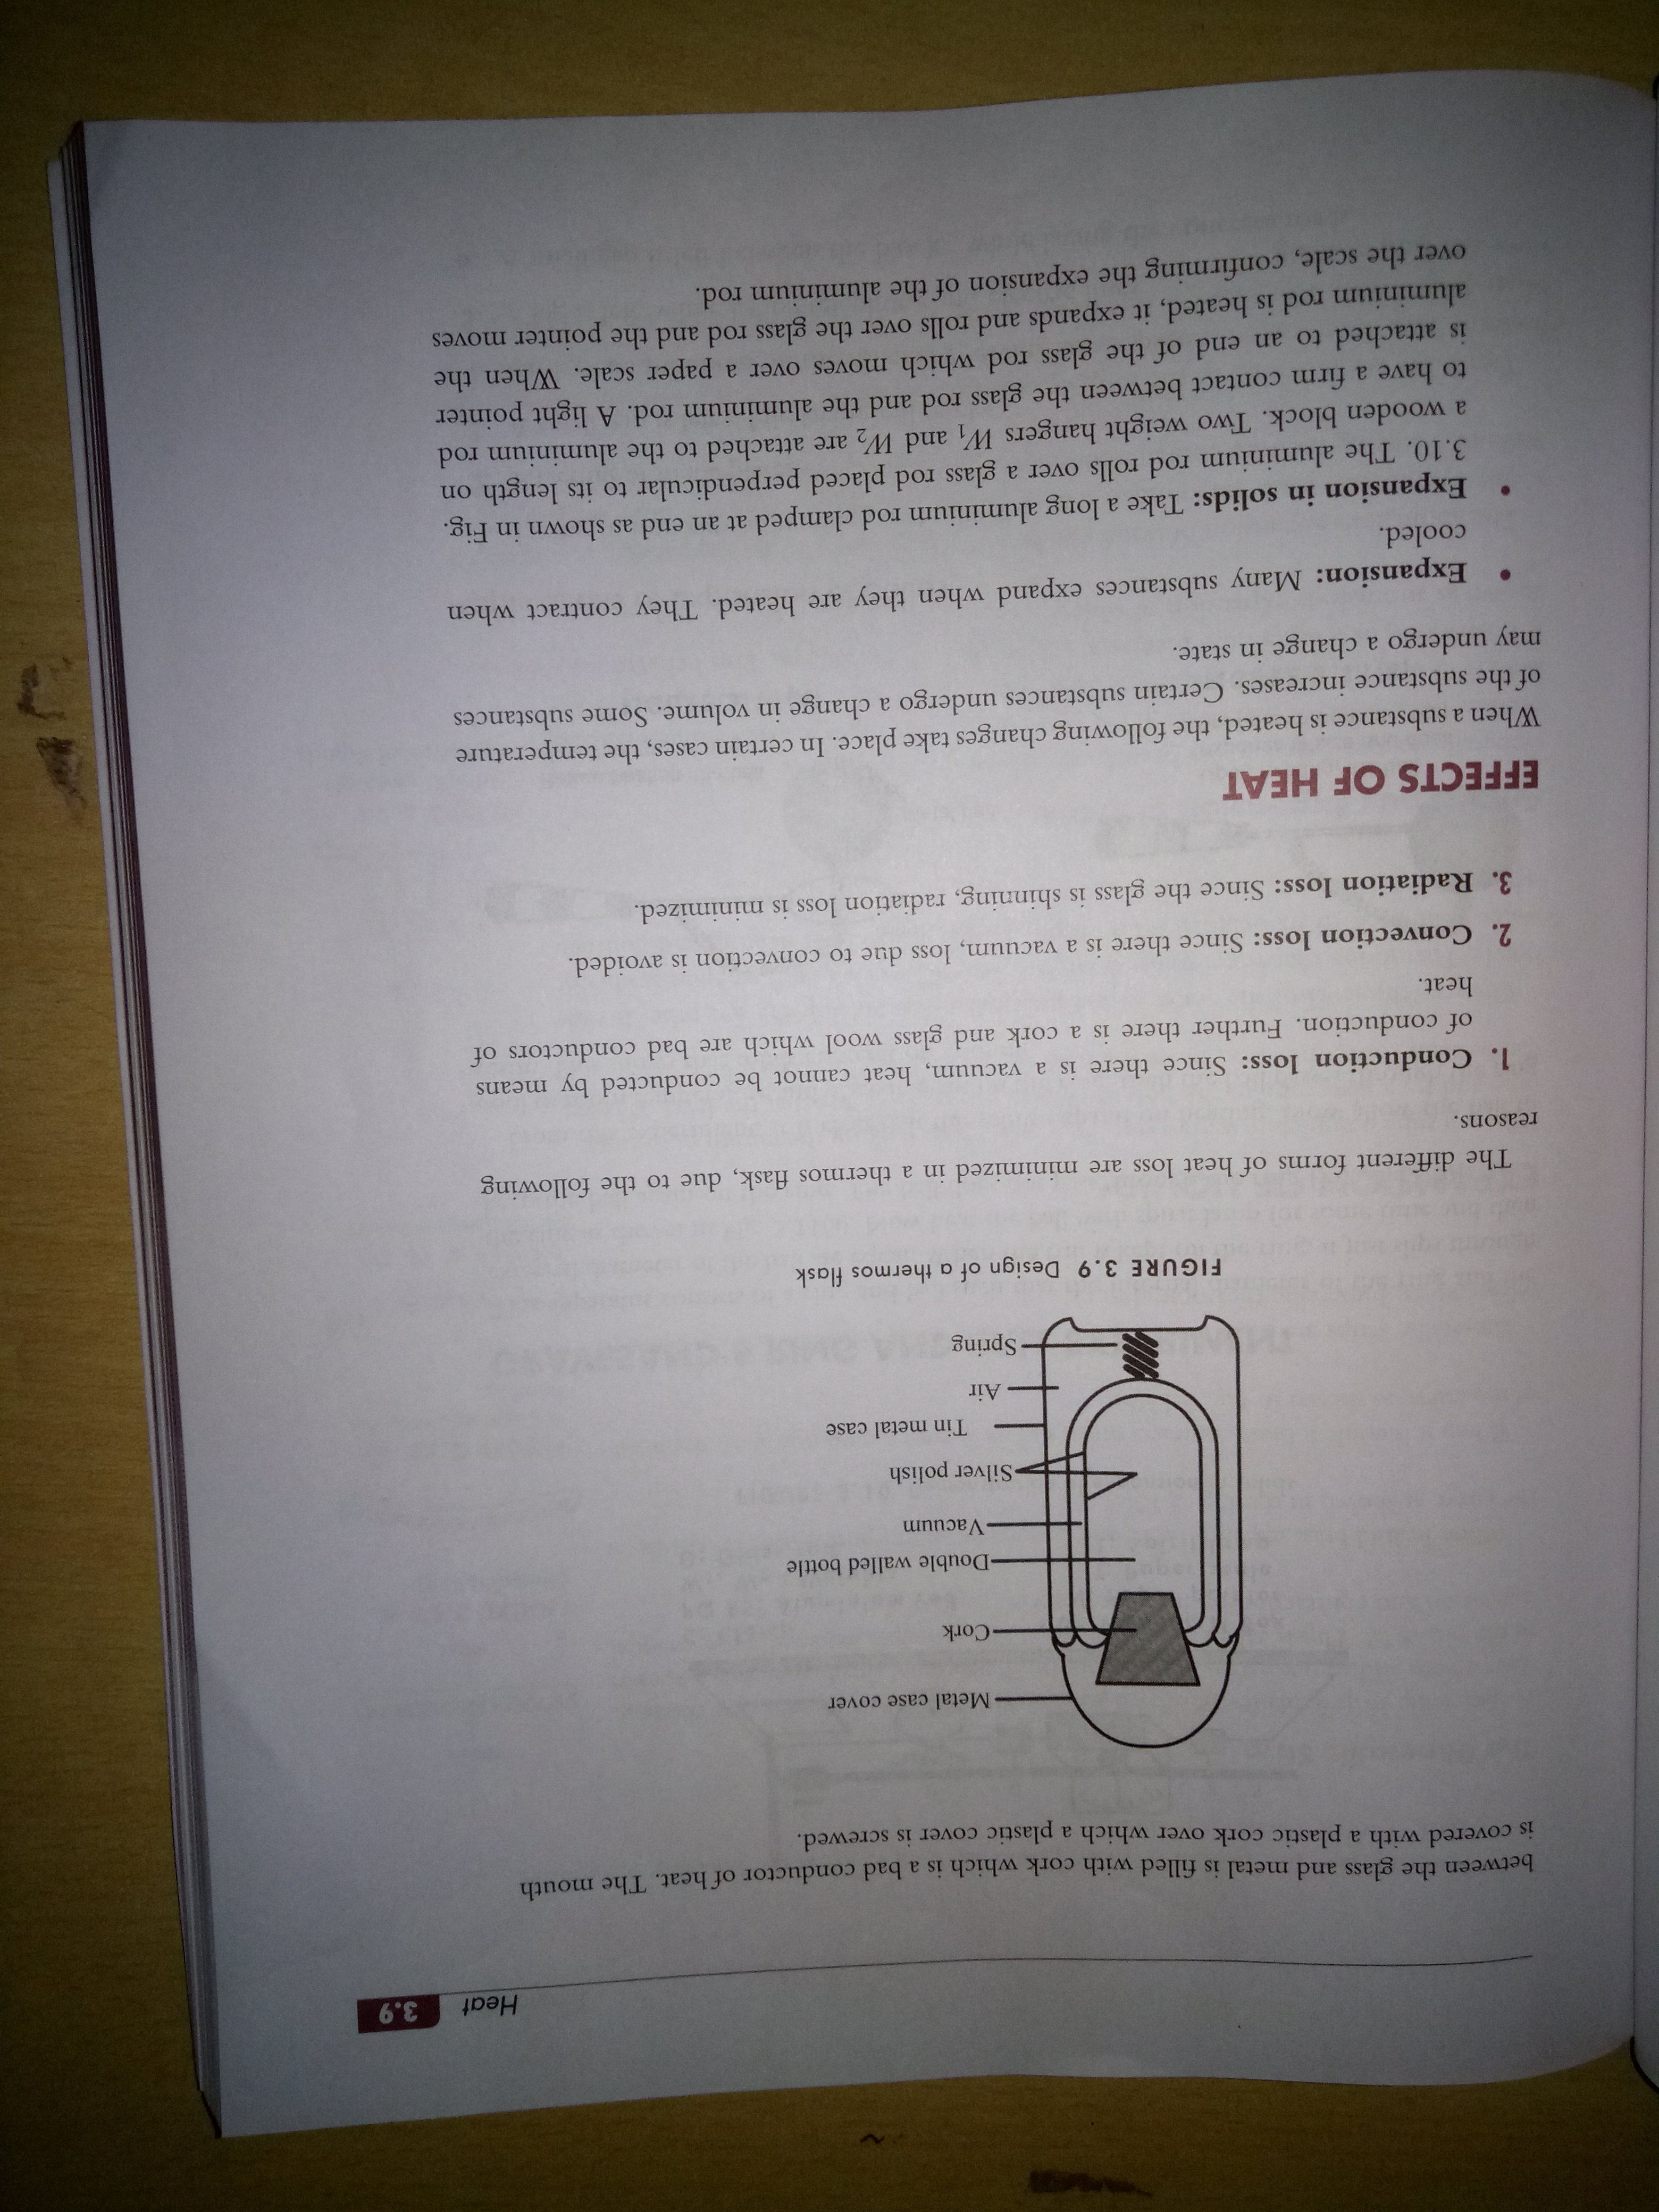 Heat 3.9
between the glass and metal is filled with cork which is a bad conductor of heat. The mouth
is covered with a plastic cork over which a plastic cover is screwed.
Metal case cover
Cork
Double walled bottle
Vacuum
Silver polish
Tin metal case
Air
Spring
FIGURE 3.9 Design of a thermos flask
The different forms of heat loss are minimized in a thermos flask, due to the following
reasons.
1. Conduction loss: Since there is a vacuum, heat cannot be conducted by means
of conduction. Further there is a cork and glass wool which are bad conductors of
heat.
2. Convection loss: Since there is a vacuum, loss due to convection is avoided.
3. Radiation loss: Since the glass is shinning, radiation loss is minimized.
EFFECTS OF HEAT
When a substance is heated, the following changes take place. In certain cases, the temperature
of the substance increases. Certain substances undergo a change in volume. Some substances
may undergo a change in state.
• Expansion: Many substances expand when they are heated. They contract when
cooled.
• Expansion in solids: Take a long aluminium rod clamped at an end as shown in Fig.
3.10. The aluminium rod rolls over a glass rod placed perpendicular to its length on
a wooden block. Two weight hangers W₁ and W₂ are attached to the aluminium rod
to have a firm contact between the glass rod and the aluminium rod. A light pointer
is attached to an end of the glass rod which moves over a paper scale. When the
aluminium rod is heated, it expands and rolls over the glass rod and the pointer moves
over the scale, confirming the expansion of the aluminium rod.